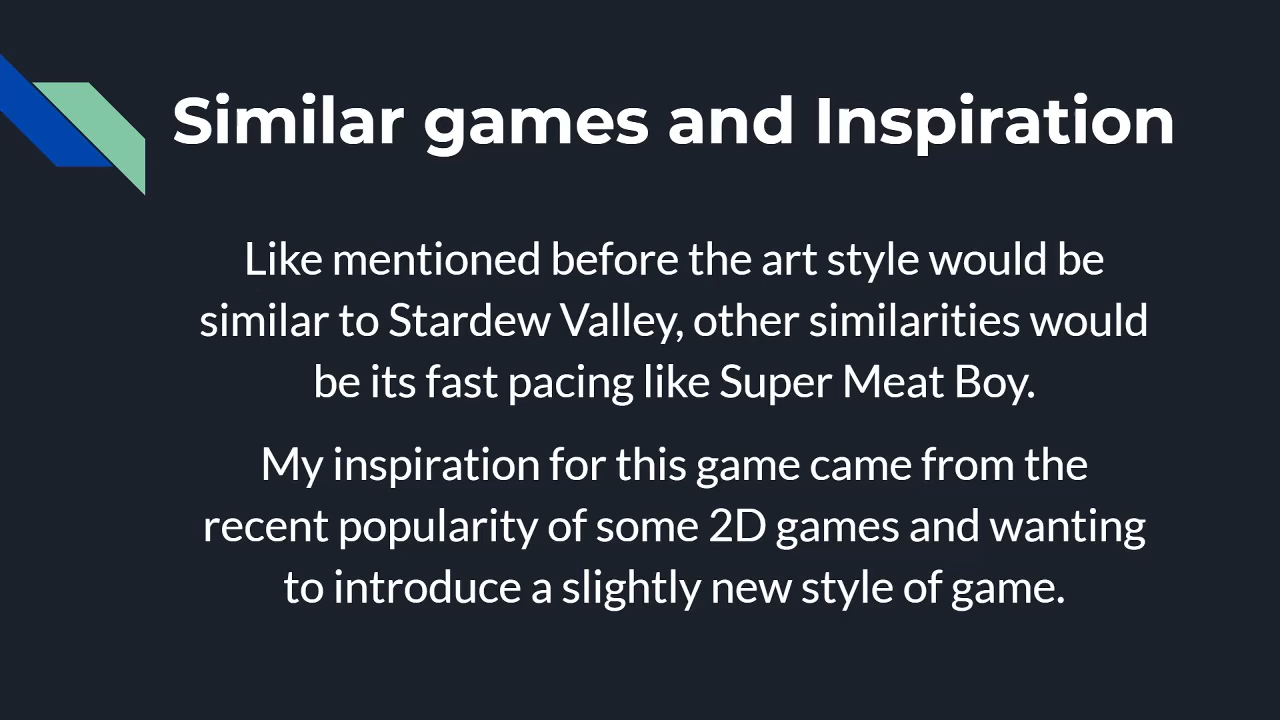 Similar games and Inspiration
Like mentioned before the art style would be
similar to Stardew Valley, other similarities would
be its fast pacing like Super Meat Boy.
My inspiration for this game came from the
recent popularity of some 2D games and wanting
to introduce a slightly new style of game.